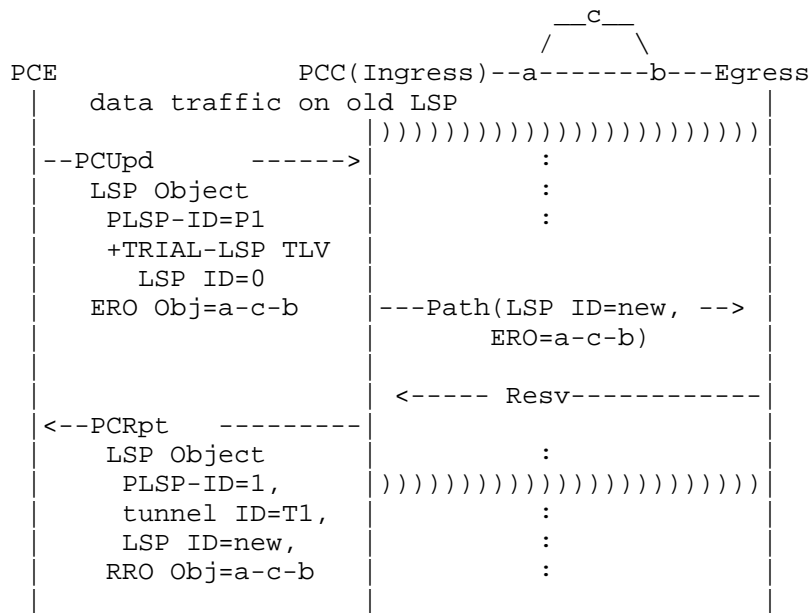 __c__
                                  /     \
PCE                PCC(Ingress)--a-------b---Egress
 |   data traffic on old LSP                    |
 |                     |))))))))))))))))))))))))|
 |--PCUpd      ------>|           :             |
 |   LSP Object        |          :             |
 |    PLSP-ID=P1       |          :             |
 |    +TRIAL-LSP TLV   |                        |
 |      LSP ID=0       |                        |
 |   ERO Obj=a-c-b     |---Path(LSP ID=new, --> |
 |                     |       ERO=a-c-b)       |
 |                     |                        |
 |                     | <----- Resv------------|
 |<--PCRpt   ---------|                         |
 |    LSP Object       |          :             |
 |     PLSP-ID=1,      |))))))))))))))))))))))))|
 |     tunnel ID=T1,   |          :             |
 |     LSP ID=new,     |          :             |
 |    RRO Obj=a-c-b    |          :             |
 |                     |                        |